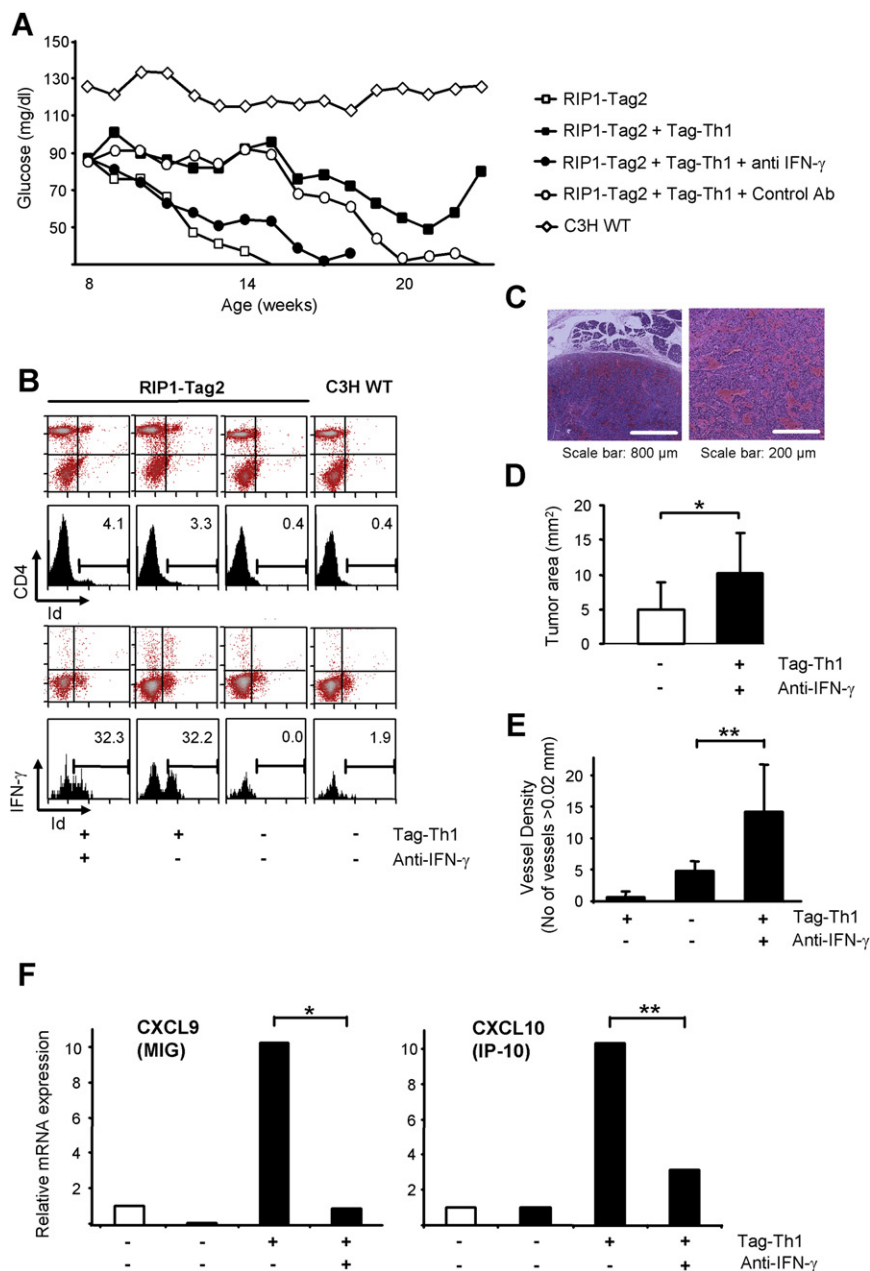 A
Glucose (mg/dl)
150
130
110
90
70
50
8
14
20
Age (weeks)
RIP1-Tag2
RIP1-Tag2 + Tag-Th1
RIP1-Tag2 + Tag-Th1 + anti IFN-γ
RIP1-Tag2 + Tag-Th1 + Control Ab
C3H WT
B
RIP1-Tag2
C3H WT
4.1
3.3
0.4
0.4
CD4
Id
32.3
32.2
0.0
1.9
IFN-γ
Id
+ + - - Tag-Th1
+ - - - Anti-IFN-γ
C
Scale bar: 800 μm
Scale bar: 200 μm
D
Tumor area (mm²)
20
15
10
5
0
*
- + Tag-Th1
- + Anti-IFN-γ
E
Vessel Density
(No of vessels >0.02 mm)
20
15
10
5
0
**
+ - + Tag-Th1
- - + Anti-IFN-γ
F
Relative mRNA expression
CXCL9
(MIG)
10
8
6
4
2
*
- - + +
- - - +
CXCL10
(IP-10)
10
8
6
4
2
**
- - + + Tag-Th1
- - - + Anti-IFN-γ